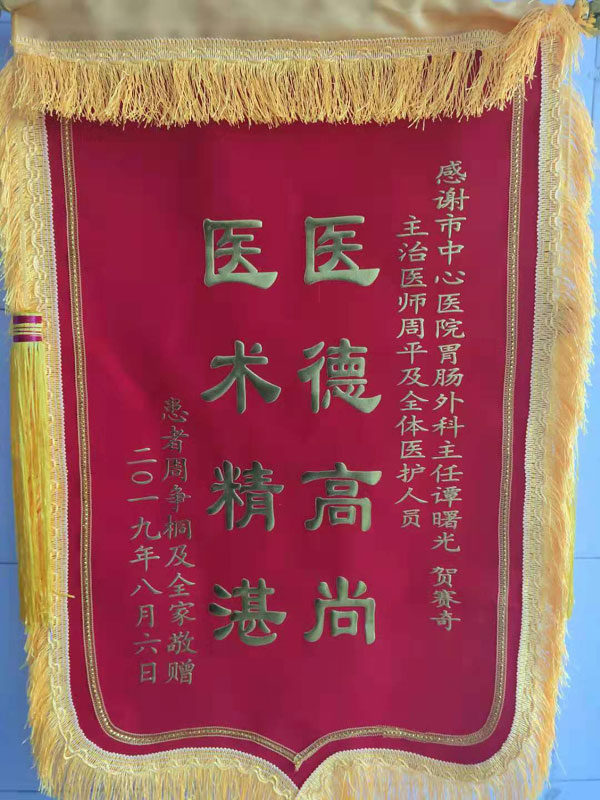 感谢市中心医院胃肠外科主任谭曙光 贺赛奇
主治医师周平及全体医护人员
医德高尚
医术精湛
患者周争桐及全家敬赠
二〇一九年八月六日